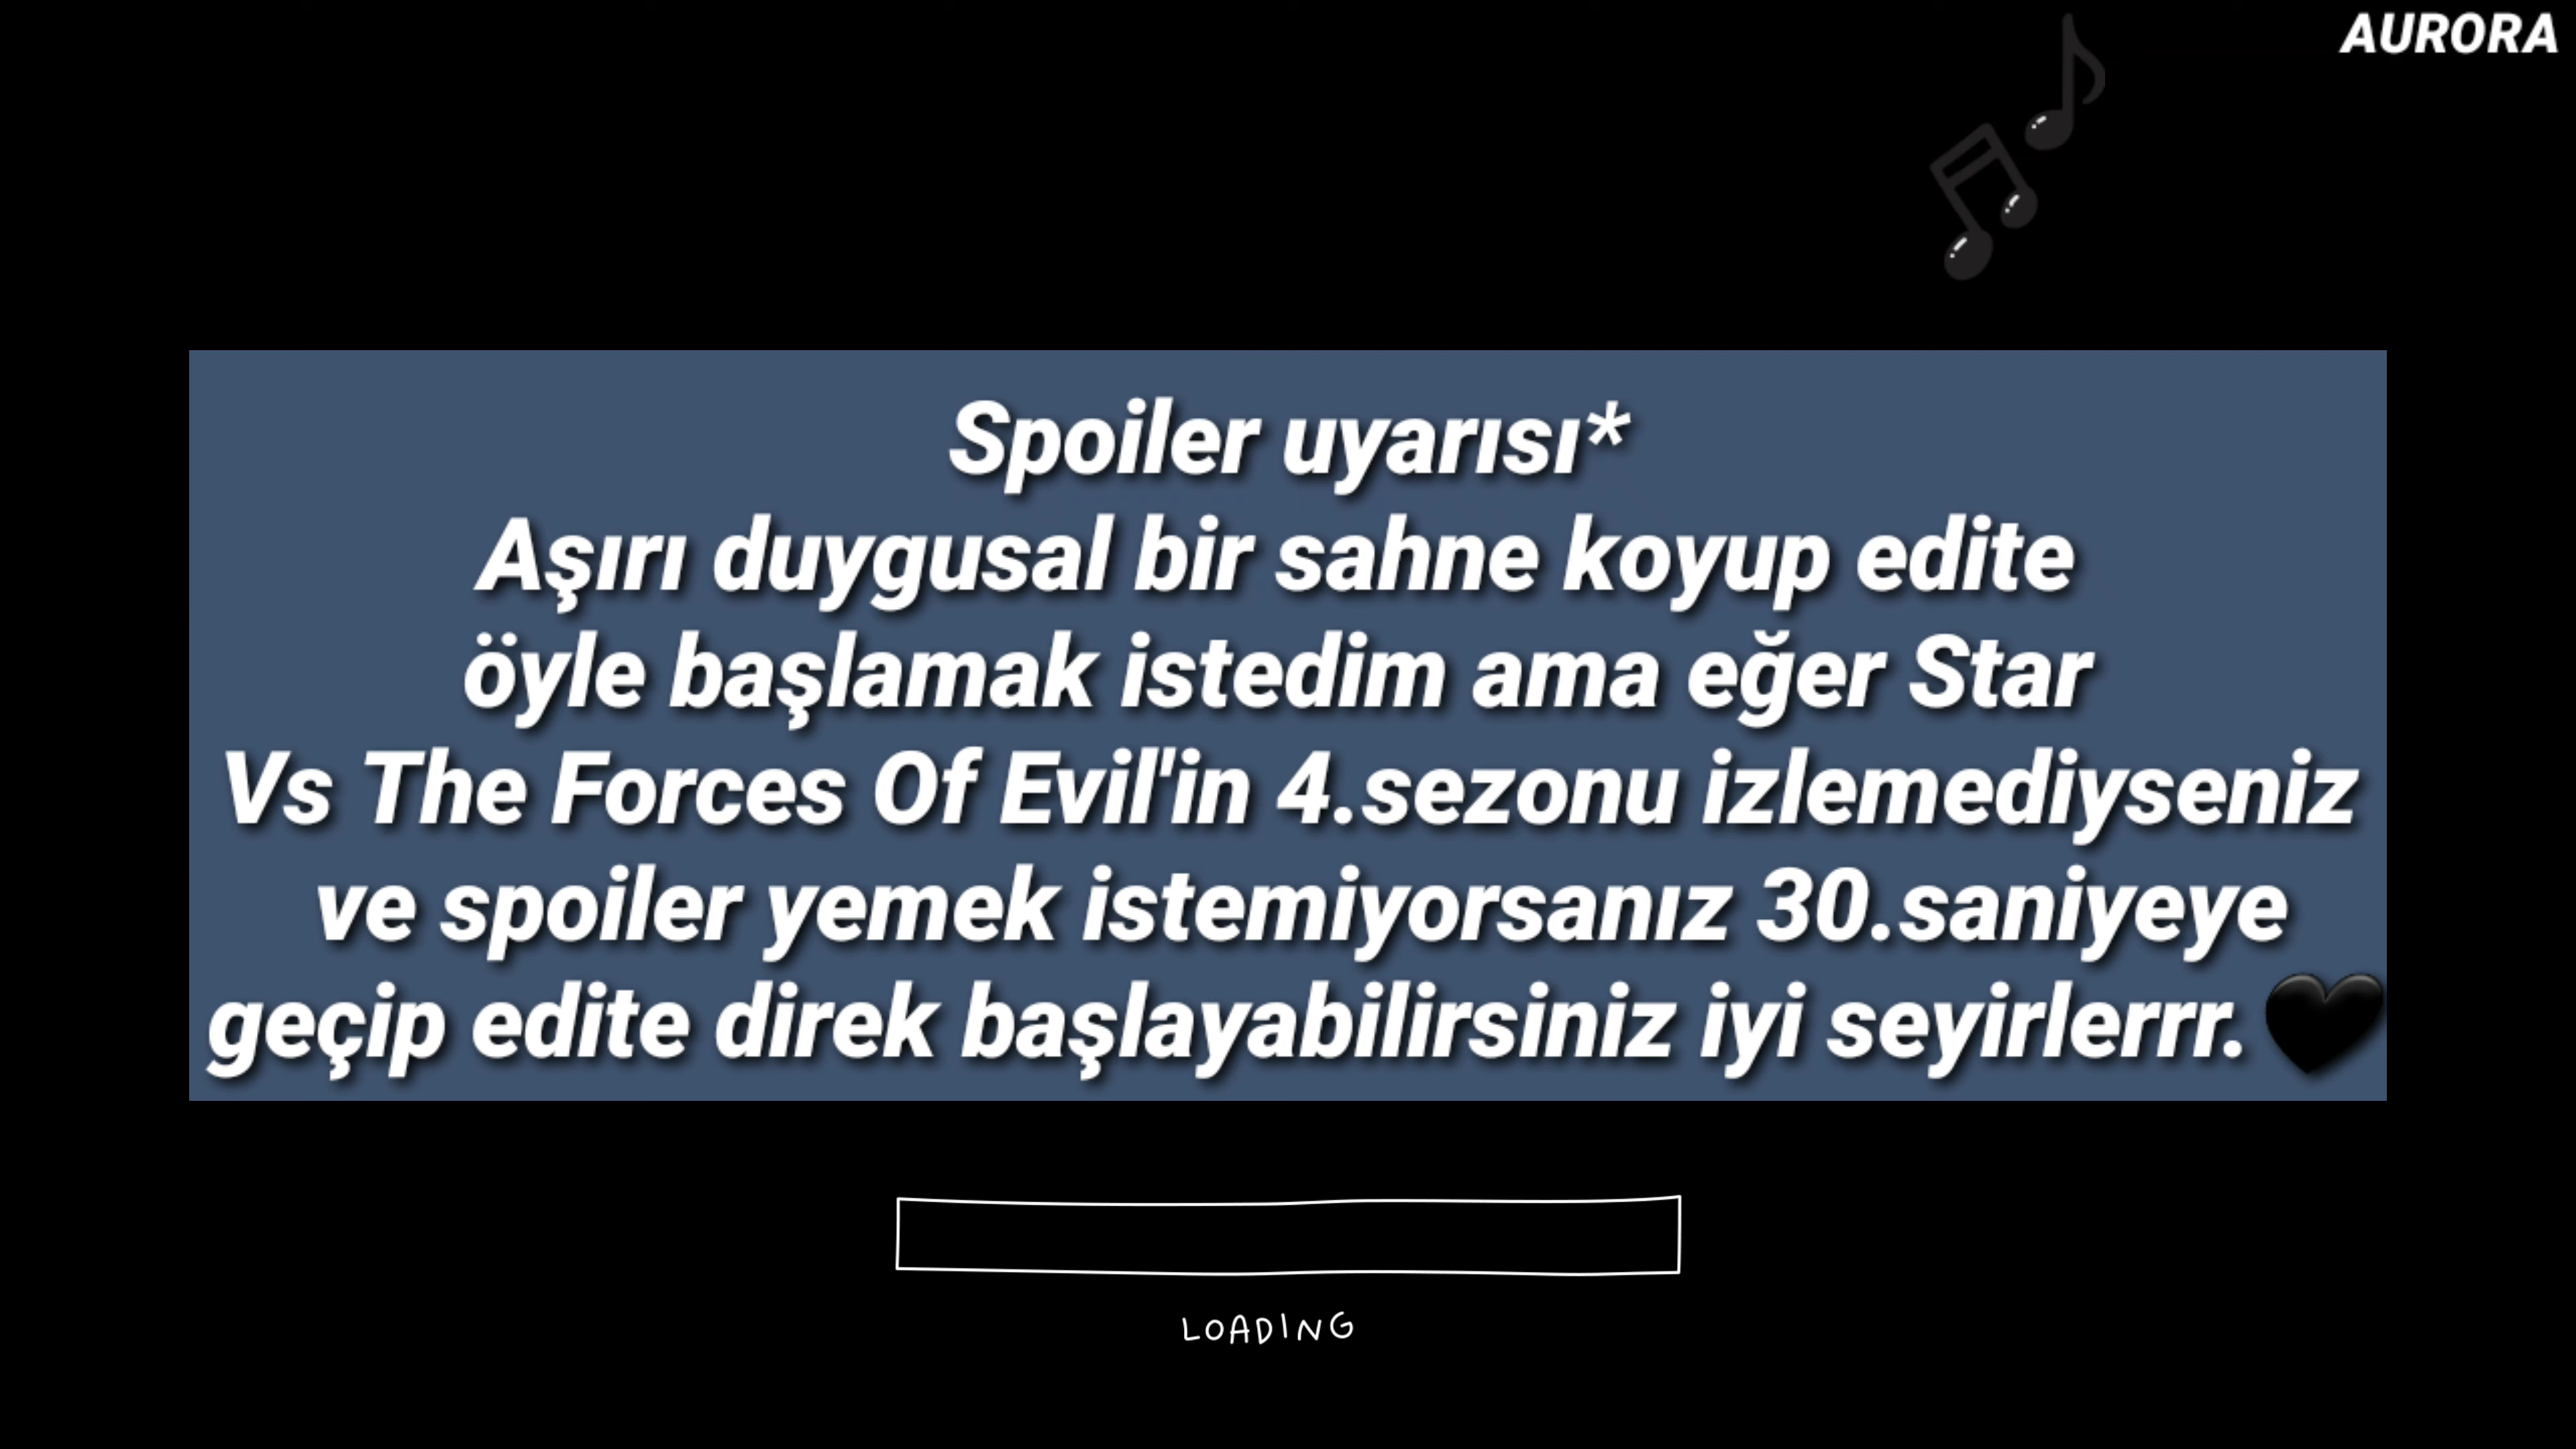 AURORA
Spoiler uyarısı*
Aşırı duygusal bir sahne koyup edite
öyle başlamak istedim ama eğer Star
Vs The Forces Of Evil'in 4.sezonu izlemediyseniz
ve spoiler yemek istemiyorsanız 30.saniyeye
geçip edite direk başlayabilirsiniz iyi seyirlerrr.🖤
LOADING